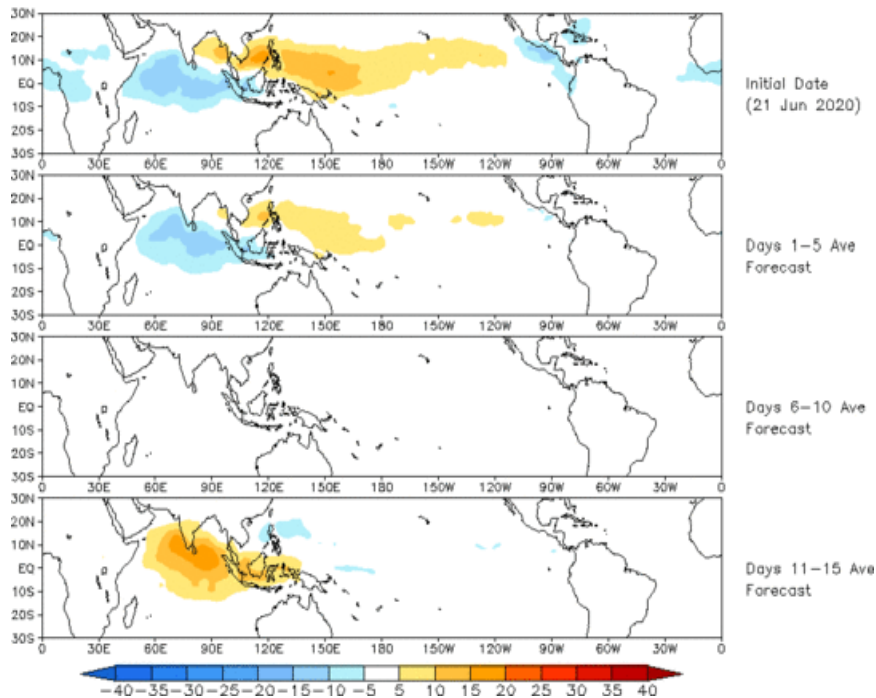 30N
20N
10N
EQ
10S
20S
30S
0 30E 60E 90E 120E 150E 180 150W 120W 90W 60W 30W 0
Initial Date
(21 Jun 2020)
30N
20N
10N
EQ
10S
20S
30S
0 30E 60E 90E 120E 150E 180 150W 120W 90W 60W 30W 0
Days 1-5 Ave
Forecast
30N
20N
10N
EQ
10S
20S
30S
0 30E 60E 90E 120E 150E 180 150W 120W 90W 60W 30W 0
Days 6-10 Ave
Forecast
30N
20N
10N
EQ
10S
20S
30S
0 30E 60E 90E 120E 150E 180 150W 120W 90W 60W 30W 0
Days 11-15 Ave
Forecast
-40 -35 -30 -25 -20 -15 -10 -5 5 10 15 20 25 30 35 40